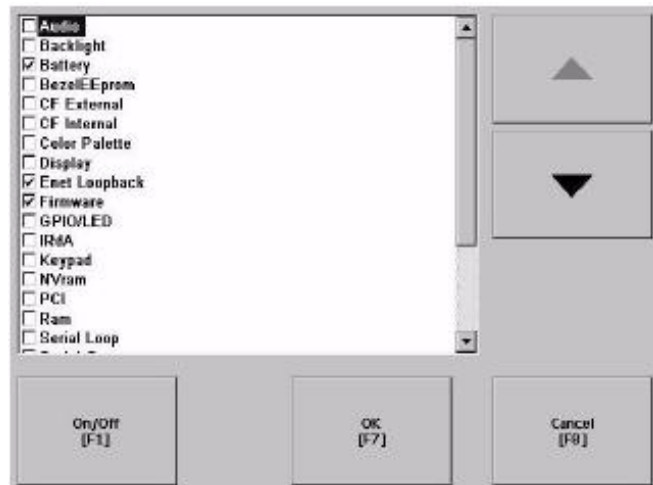 Audio
Backlight
Battery
BezelEEprom
CF External
CF Internal
Color Palette
Display
Enet Loopback
Firmware
GPIO/LED
IRdA
Keypad
NVram
PCI
Ram
Serial Loop
On/Off
[F1]
OK
[F7]
Cancel
[F8]